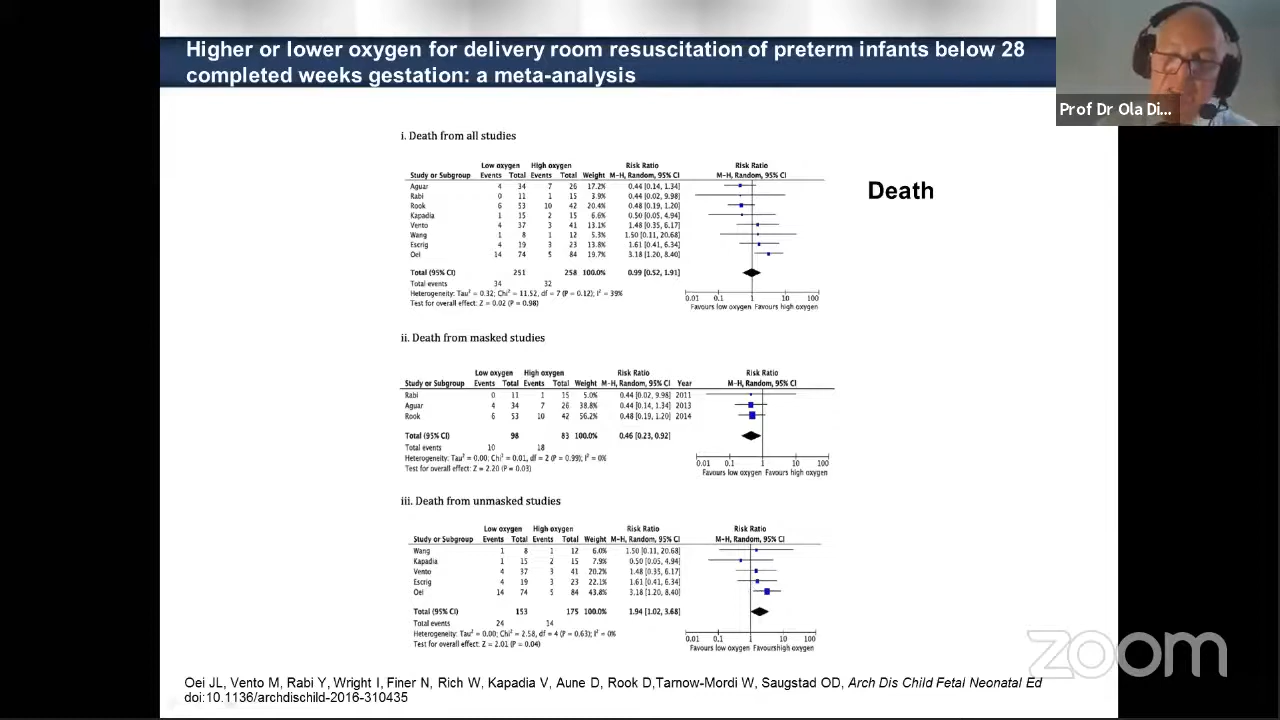 Higher or lower oxygen for delivery room resuscitation of preterm infants below 28
completed weeks gestation: a meta-analysis
Prof Dr Ola Di...
i. Death from all studies
Death
Low oxygen High oxygen Risk Ratio Risk Ratio
Study or Subgroup Events Total Events Total Weight M-H, Random, 95% CI M-H, Random, 95% CI
Aguar 4 34 7 26 17.2% 0.44 [0.14, 1.34]
Rabi 0 11 1 15 3.9% 0.44 [0.02, 9.98]
Rook 6 53 10 42 20.4% 0.48 [0.19, 1.20]
Kapadia 1 15 2 15 6.6% 0.50 [0.05, 4.94]
Vento 4 37 3 41 13.1% 1.48 [0.35, 6.17]
Wang 1 8 1 12 5.3% 1.50 [0.11, 20.68]
Escrig 4 19 3 23 13.8% 1.61 [0.41, 6.34]
Oei 14 74 5 84 19.7% 3.18 [1.20, 8.40]
Total (95% CI) 251 258 100.0% 0.99 [0.52, 1.91]
Total events 34 32
Heterogeneity: Tau² = 0.32; Chi² = 11.52, df = 7 (P = 0.12); I² = 39%
Test for overall effect: Z = 0.02 (P = 0.98)
0.01 0.1 1 10 100
Favours low oxygen Favours high oxygen
ii. Death from masked studies
Low oxygen High oxygen Risk Ratio Risk Ratio
Study or Subgroup Events Total Events Total Weight M-H, Random, 95% CI Year M-H, Random, 95% CI
Rabi 0 11 1 15 5.0% 0.44 [0.02, 9.98] 2011
Aguar 4 34 7 26 38.8% 0.44 [0.14, 1.34] 2013
Rook 6 53 10 42 56.2% 0.48 [0.19, 1.20] 2014
Total (95% CI) 98 83 100.0% 0.46 [0.23, 0.92]
Total events 10 18
Heterogeneity: Tau² = 0.00; Chi² = 0.01, df = 2 (P = 0.99); I² = 0%
Test for overall effect: Z = 2.20 (P = 0.03)
0.01 0.1 1 10 100
Favours low oxygen Favours high oxygen
iii. Death from unmasked studies
Low oxygen High oxygen Risk Ratio Risk Ratio
Study or Subgroup Events Total Events Total Weight M-H, Random, 95% CI M-H, Random, 95% CI
Wang 1 8 1 12 6.0% 1.50 [0.11, 20.68]
Kapadia 1 15 2 15 7.9% 0.50 [0.05, 4.94]
Vento 4 37 3 41 20.2% 1.48 [0.35, 6.17]
Escrig 4 19 3 23 22.1% 1.61 [0.41, 6.34]
Oei 14 74 5 84 43.8% 3.18 [1.20, 8.40]
Total (95% CI) 153 175 100.0% 1.94 [1.02, 3.68]
Total events 24 14
Heterogeneity: Tau² = 0.00; Chi² = 2.58, df = 4 (P = 0.63); I² = 0%
Test for overall effect: Z = 2.01 (P = 0.04)
0.01 0.1 1 10 100
Favours low oxygen Favourshigh oxygen
zoom
Oei JL, Vento M, Rabi Y, Wright I, Finer N, Rich W, Kapadia V, Aune D, Rook D,Tarnow-Mordi W, Saugstad OD, Arch Dis Child Fetal Neonatal Ed
doi:10.1136/archdischild-2016-310435